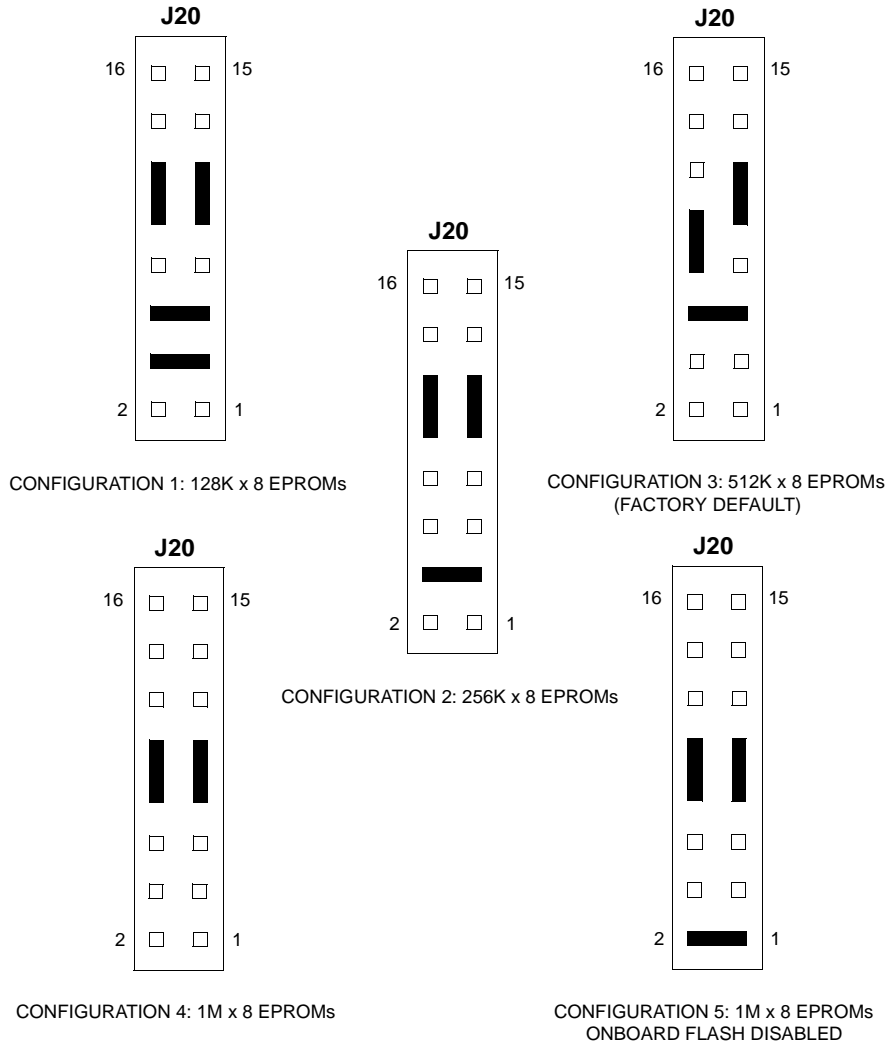 J20
16 15
2 1
CONFIGURATION 1: 128K x 8 EPROMs
J20
16 15
2 1
CONFIGURATION 2: 256K x 8 EPROMs
J20
16 15
2 1
CONFIGURATION 3: 512K x 8 EPROMs
(FACTORY DEFAULT)
J20
16 15
2 1
CONFIGURATION 4: 1M x 8 EPROMs
J20
16 15
2 1
CONFIGURATION 5: 1M x 8 EPROMs
ONBOARD FLASH DISABLED